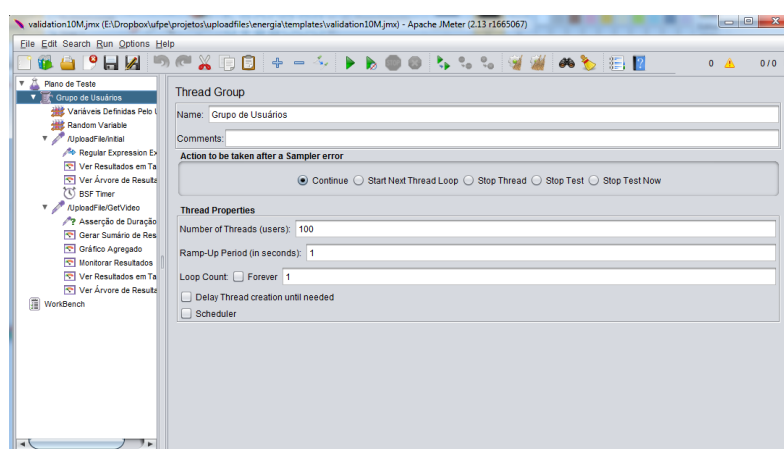 validation10M.jmx (E:\Dropbox\ufpe\projetos\uploadfiles\energia\templates\validation10M.jmx) - Apache JMeter (2.13 r1665067)
File Edit Search Run Options Help
0 0 / 0
Plano de Teste
Grupo de Usuários
Variáveis Definidas Pelo U
Random Variable
/UploadFile/initial
Regular Expression Ex
Ver Resultados em Ta
Ver Árvore de Resulta
BSF Timer
/UploadFile/GetVideo
Asserção de Duração
Gerar Sumário de Res
Gráfico Agregado
Monitorar Resultados
Ver Resultados em Ta
Ver Árvore de Resulta
WorkBench
Thread Group
Name: Grupo de Usuários
Comments:
Action to be taken after a Sampler error
Continue Start Next Thread Loop Stop Thread Stop Test Stop Test Now
Thread Properties
Number of Threads (users): 100
Ramp-Up Period (in seconds): 1
Loop Count: Forever 1
Delay Thread creation until needed
Scheduler